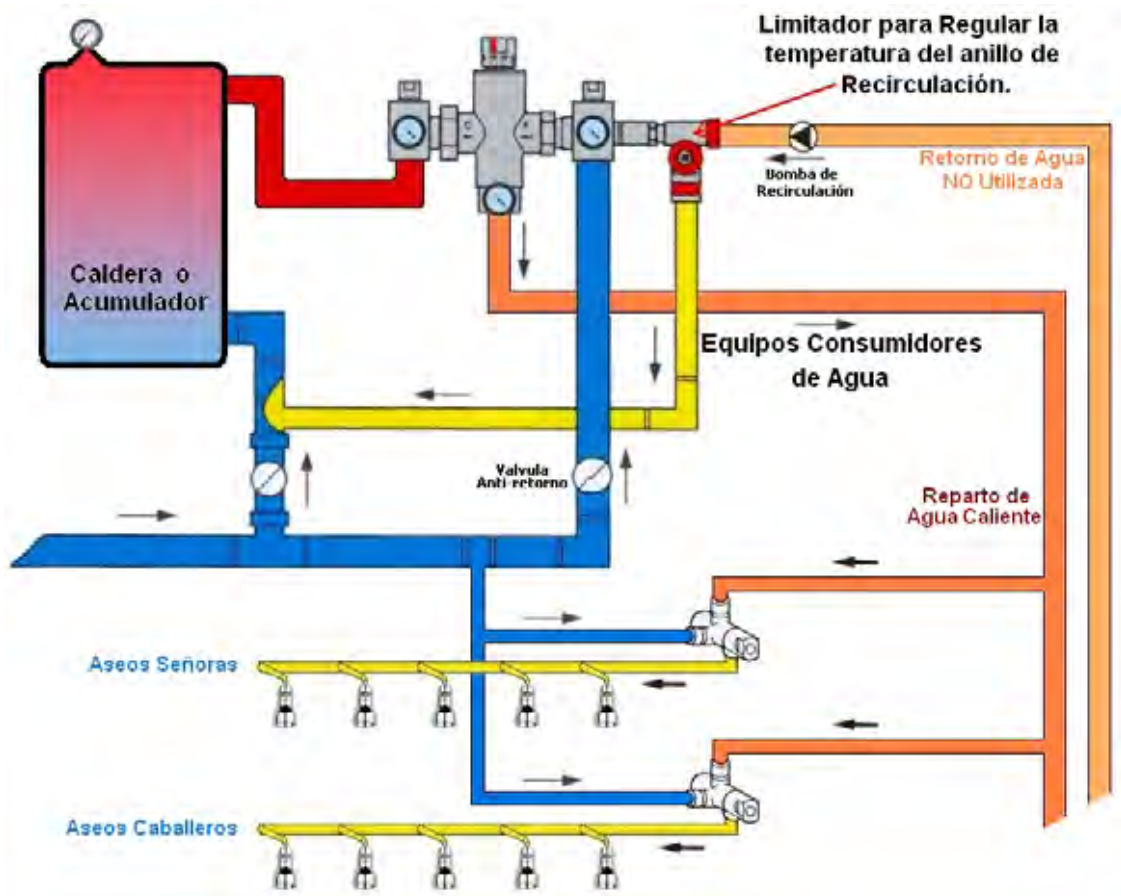 Limitador para Regular la
temperatura del anillo de
Recirculación.
Retorno de Agua
NO Utilizada
Bomba de
Recirculación
Caldera o
Acumulador
Equipos Consumidores
de Agua
Valvula
Anti-retorno
Reparto de
Agua Caliente
Aseos Señoras
Aseos Caballeros